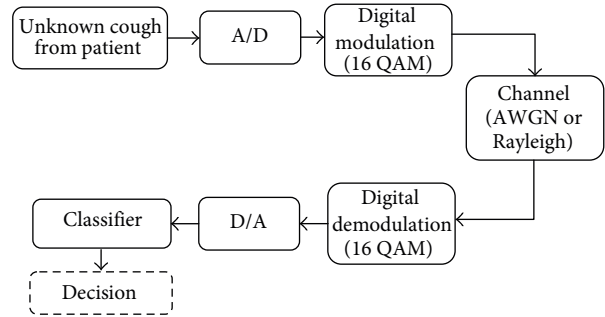 Unknown cough
from patient
A/D
Digital
modulation
(16 QAM)
Channel
(AWGN or
Rayleigh)
Digital
demodulation
(16 QAM)
D/A
Classifier
Decision